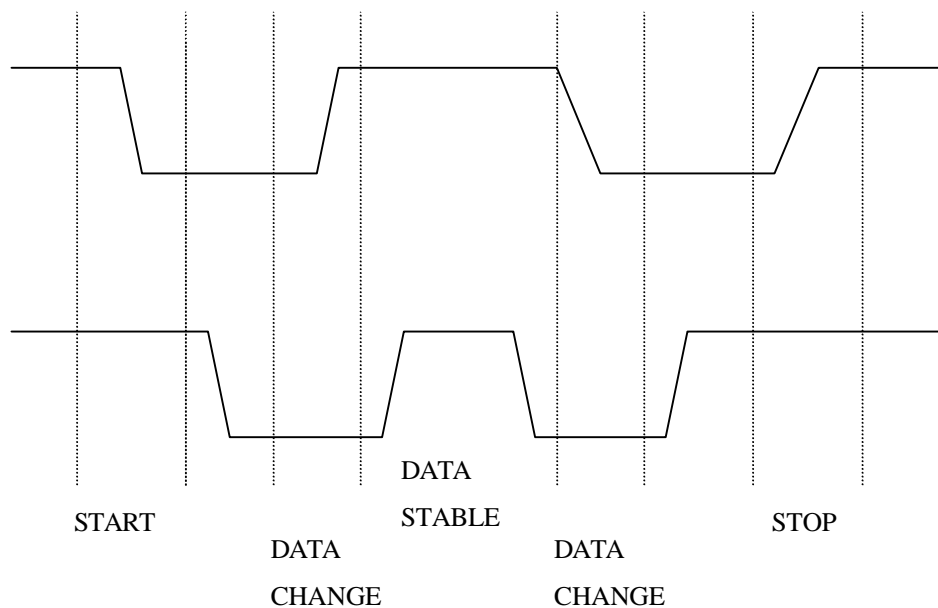 DATA
STABLE
START
STOP
DATA
CHANGE
DATA
CHANGE